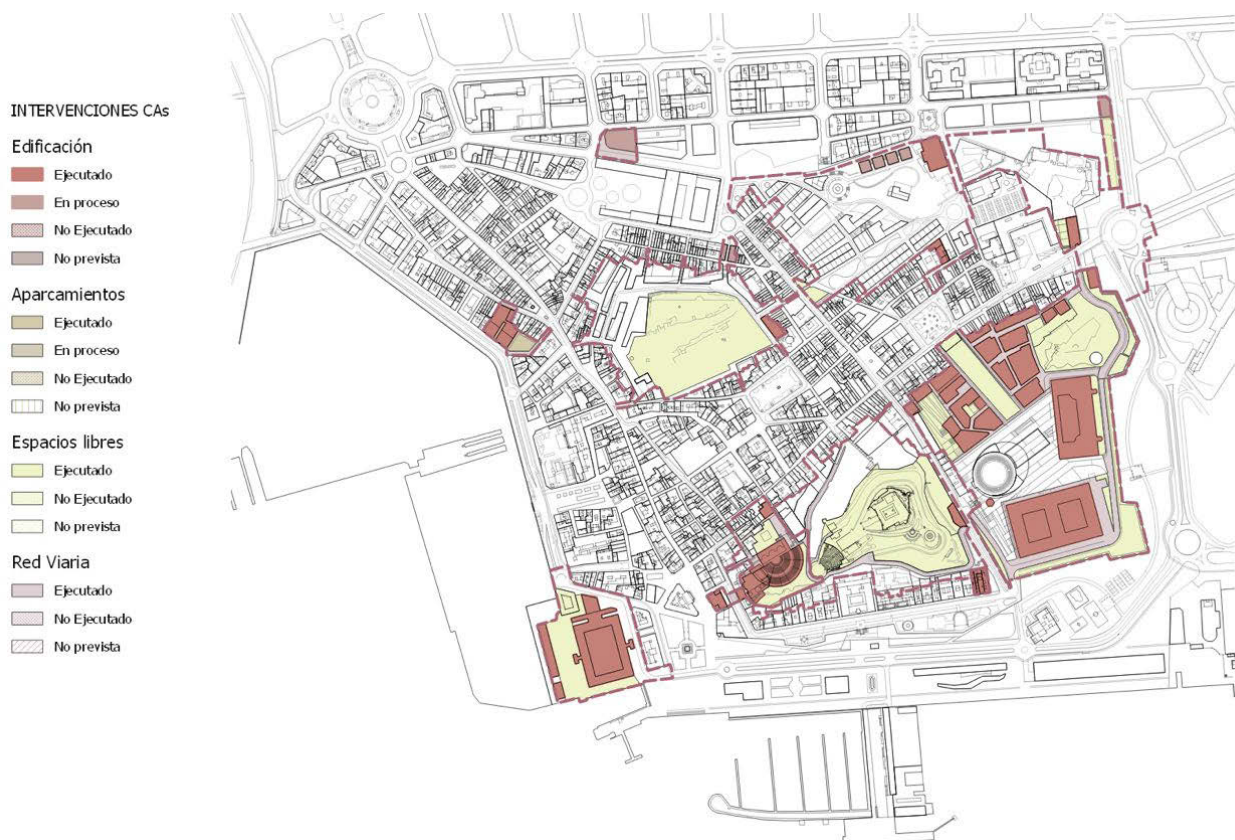 INTERVENCIONES CAs
Edificación
Ejecutado
En proceso
No Ejecutado
No prevista
Aparcamientos
Ejecutado
En proceso
No Ejecutado
No prevista
Espacios libres
Ejecutado
No Ejecutado
No prevista
Red Viaria
Ejecutado
No Ejecutado
No prevista